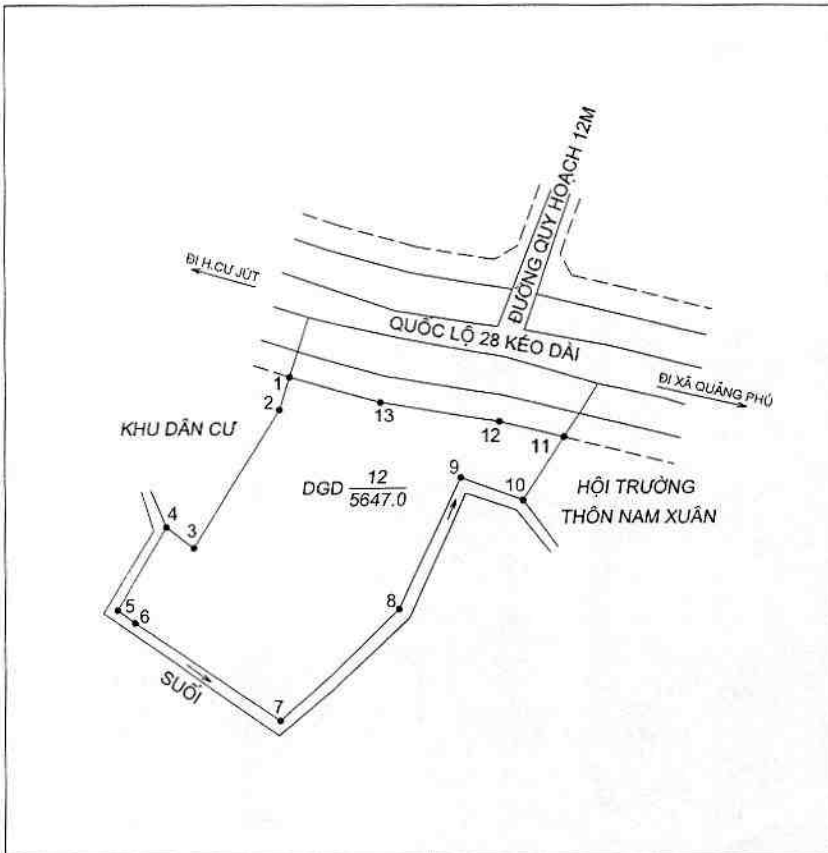 ĐƯỜNG QUY HOẠCH 12M
ĐI H.CƯ JÚT
QUỐC LỘ 28 KÉO DÀI
ĐI XÃ QUẢNG PHÚ
1
2
13
12
11
KHU DÂN CƯ
9
10
DGD 12
5647.0
HỘI TRƯỜNG
THÔN NAM XUÂN
4
3
5
6
8
SUỐI
7